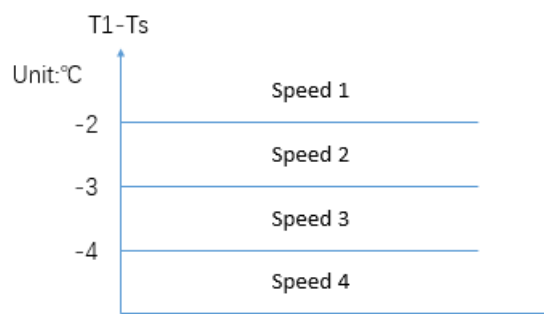 T1-Ts
Unit:℃
Speed 1
-2
Speed 2
-3
Speed 3
-4
Speed 4